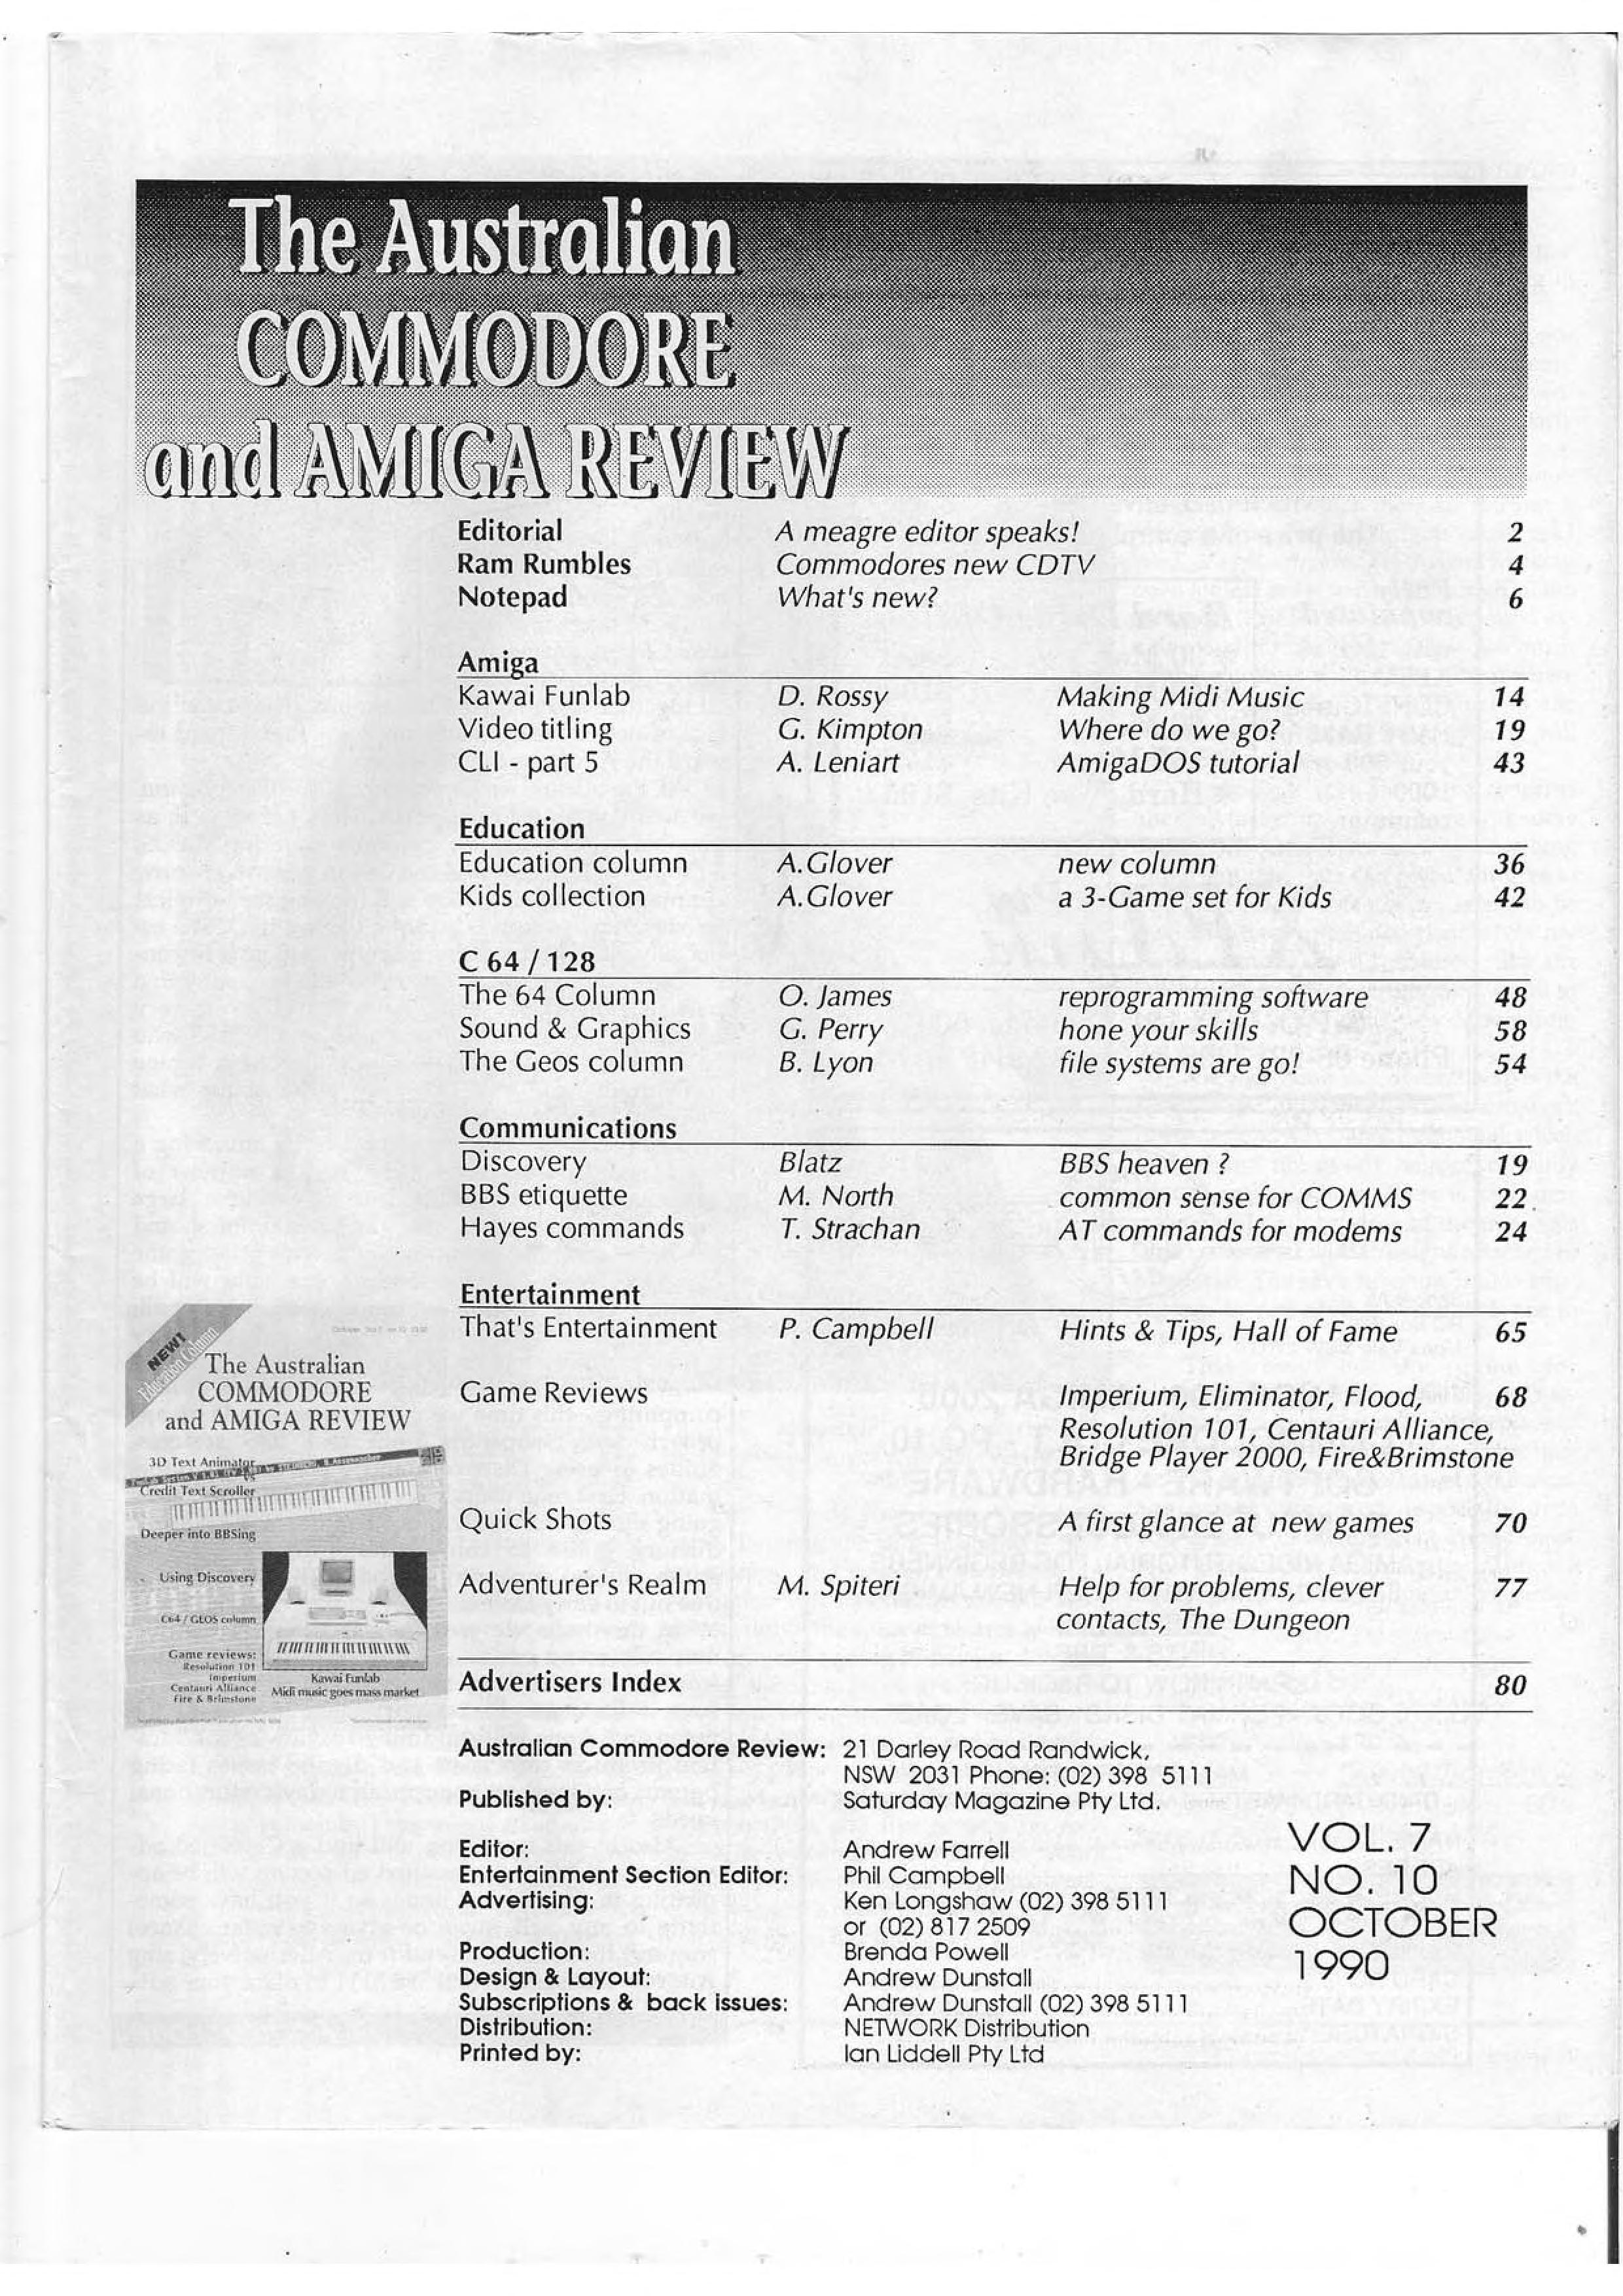 The Australian
COMMODORE
and AMIGA REVIEW
Editorial A meagre editor speaks! 2
Ram Rumbles Commodores new CDTV 4
Notepad What's new? 6
Amiga
Kawai Funlab D. Rossy Making Midi Music 14
Video titling G. Kimpton Where do we go? 19
CLI - part 5 A. Leniart AmigaDOS tutorial 43
Education
Education column A.Glover new column 36
Kids collection A.Glover a 3-Game set for Kids 42
C 64 / 128
The 64 Column O. James reprogramming software 48
Sound & Graphics G. Perry hone your skills 58
The Geos column B. Lyon file systems are go! 54
Communications
Discovery Blatz BBS heaven ? 19
BBS etiquette M. North common sense for COMMS 22
Hayes commands T. Strachan AT commands for modems 24
Entertainment
That's Entertainment P. Campbell Hints & Tips, Hall of Fame 65
Game Reviews Imperium, Eliminator, Flood, 68
Resolution 101, Centauri Alliance,
Bridge Player 2000, Fire&Brimstone
Quick Shots A first glance at new games 70
Adventurer's Realm M. Spiteri Help for problems, clever 77
contacts, The Dungeon
Advertisers Index 80
NEW!
Education Column
The Australian
COMMODORE
and AMIGA REVIEW
3D Text Animator
vs
Credit Text Scroller
Deeper into BBSing
Using Discovery
C64 / GEOS column
Game reviews:
Resolution 101
Imperium
Centauri Alliance
Fire & Brimstone
Kawai Funlab
Midi music goes mass market
Australian Commodore Review: 21 Darley Road Randwick,
NSW 2031 Phone: (02) 398 5111
Published by: Saturday Magazine Pty Ltd.
Editor: Andrew Farrell
Entertainment Section Editor: Phil Campbell
Advertising: Ken Longshaw (02) 398 5111
or (02) 817 2509
Production: Brenda Powell
Design & Layout: Andrew Dunstall
Subscriptions & back issues: Andrew Dunstall (02) 398 5111
Distribution: NETWORK Distribution
Printed by: Ian Liddell Pty Ltd
VOL. 7
NO. 10
OCTOBER
1990